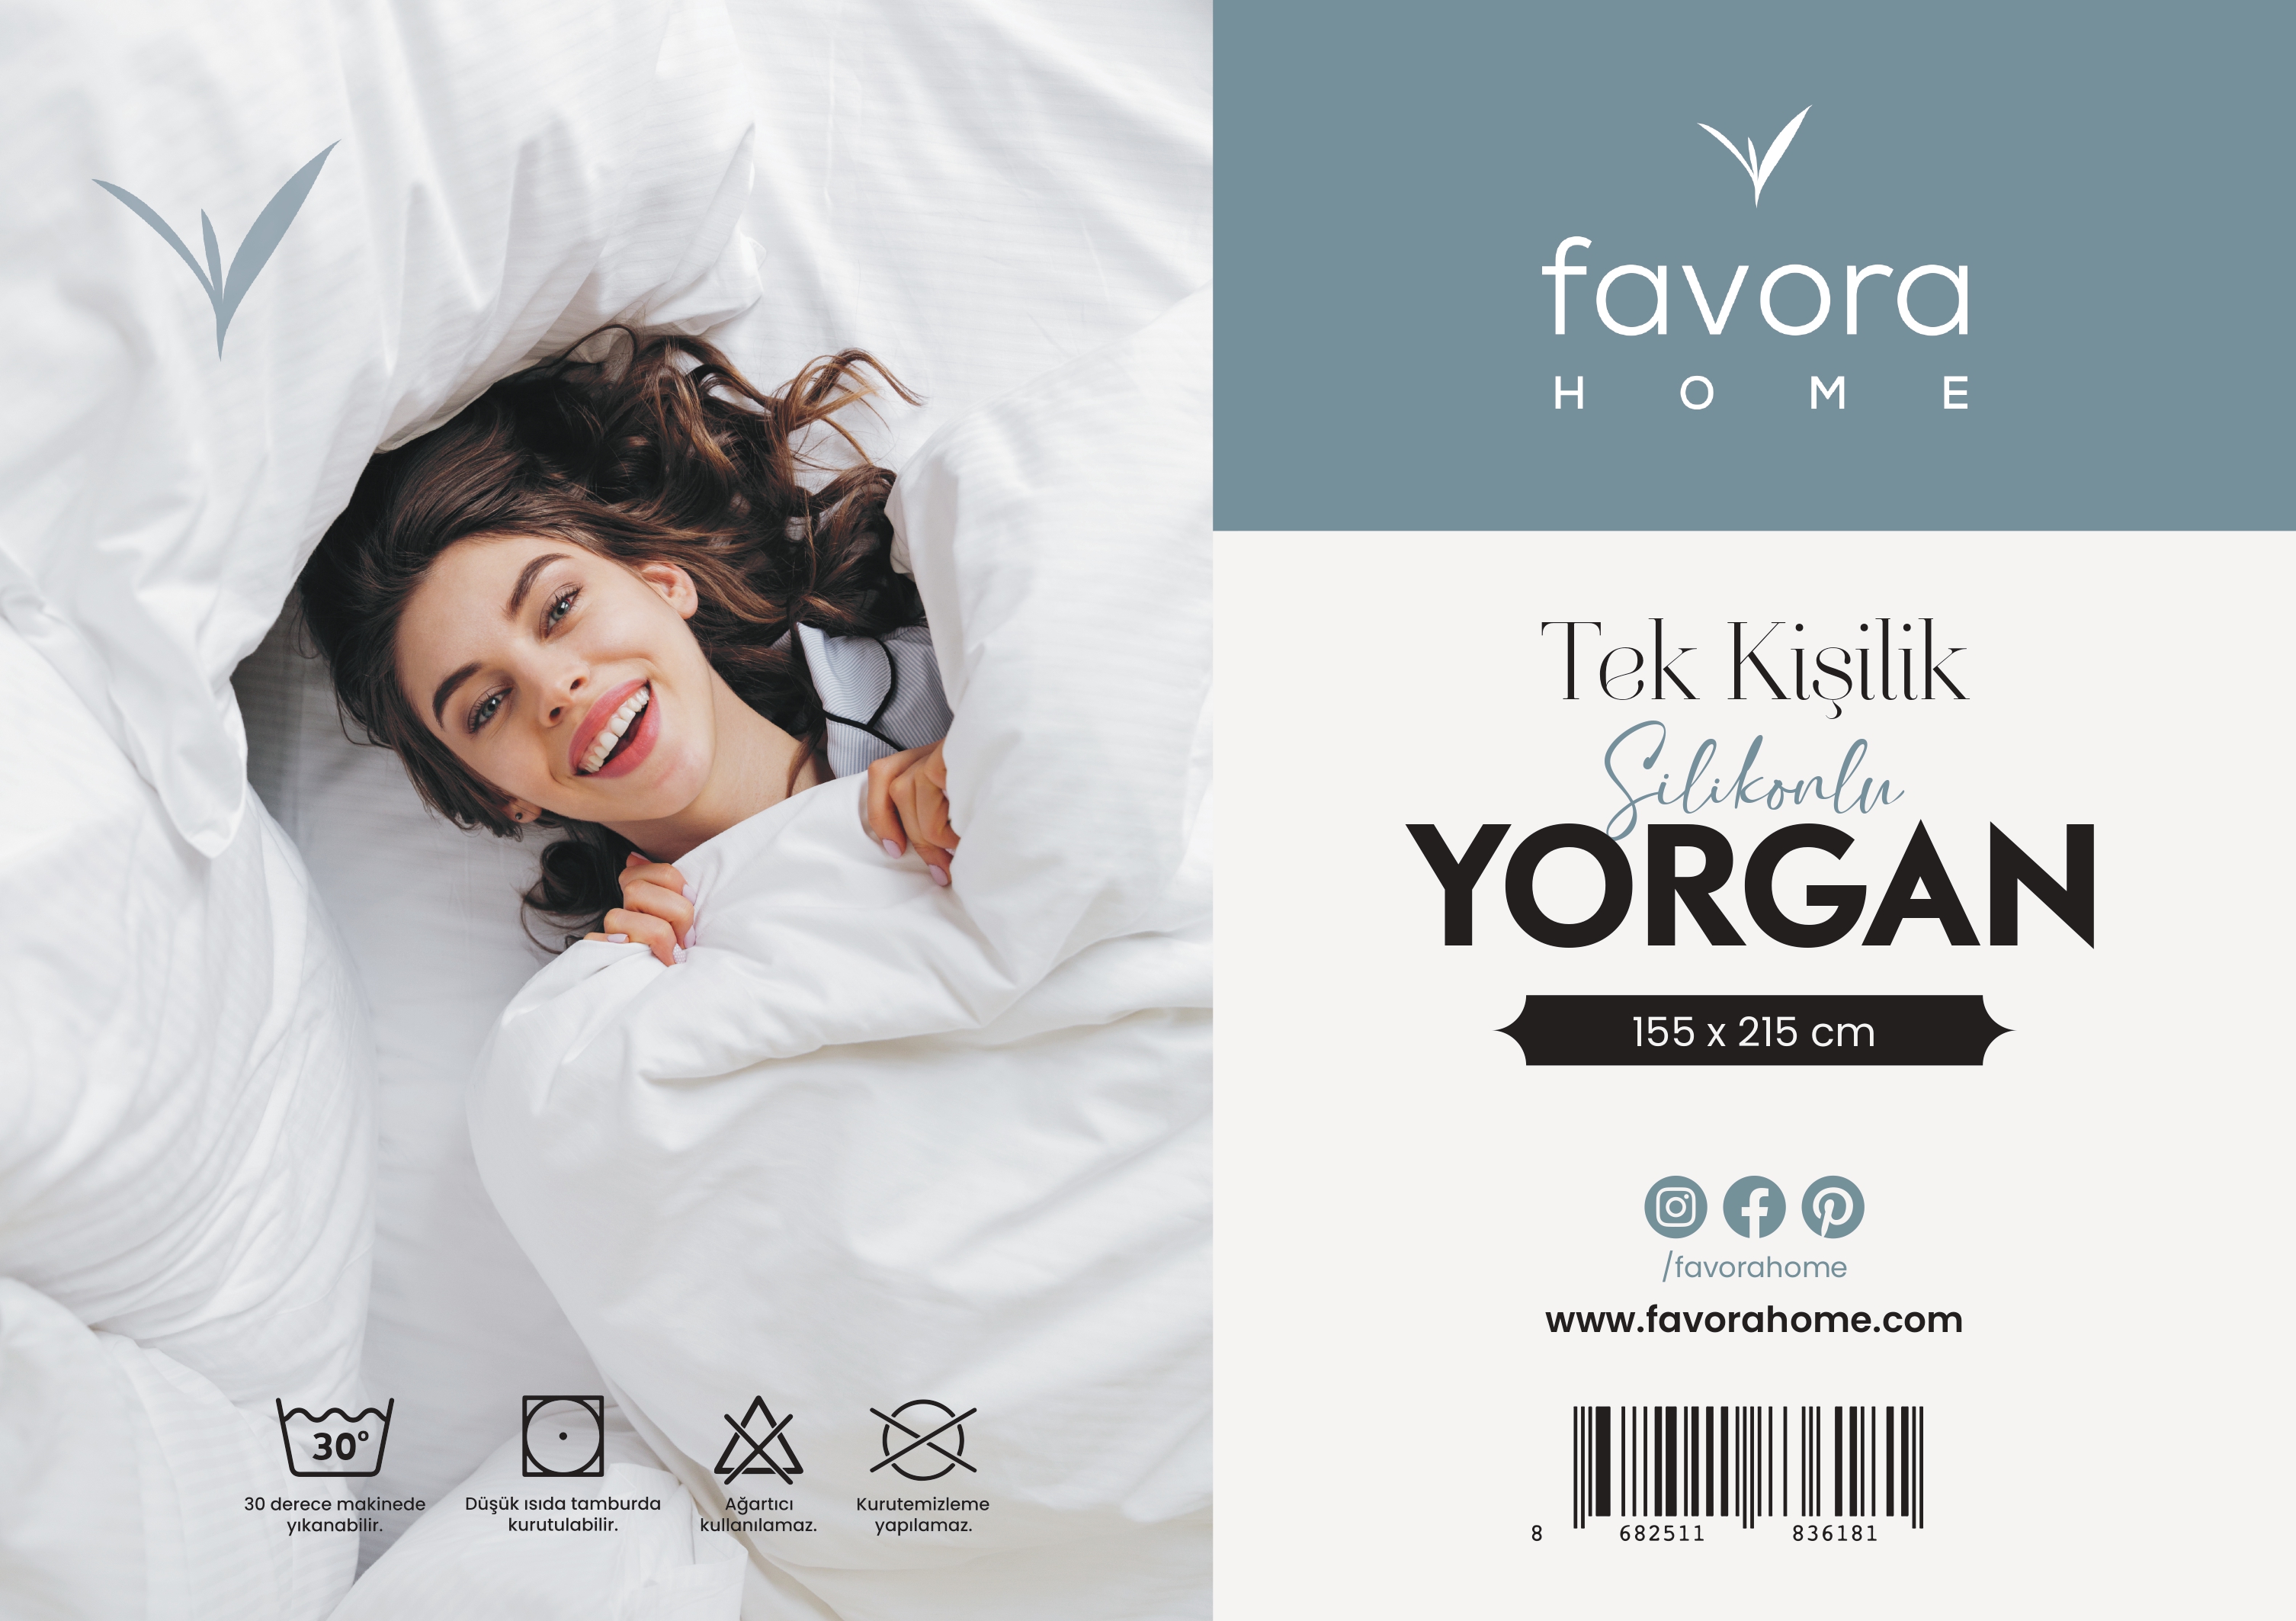 favora
HOME
Tek Kişilik
Silikonlu
YORGAN
155 x 215 cm
/favorahome
www.favorahome.com
30°
30 derece makinede
yıkanabilir.
Düşük ısıda tamburda
kurutulabilir.
Ağartıcı
kullanılamaz.
Kurutemizleme
yapılamaz.
8 682511 836181